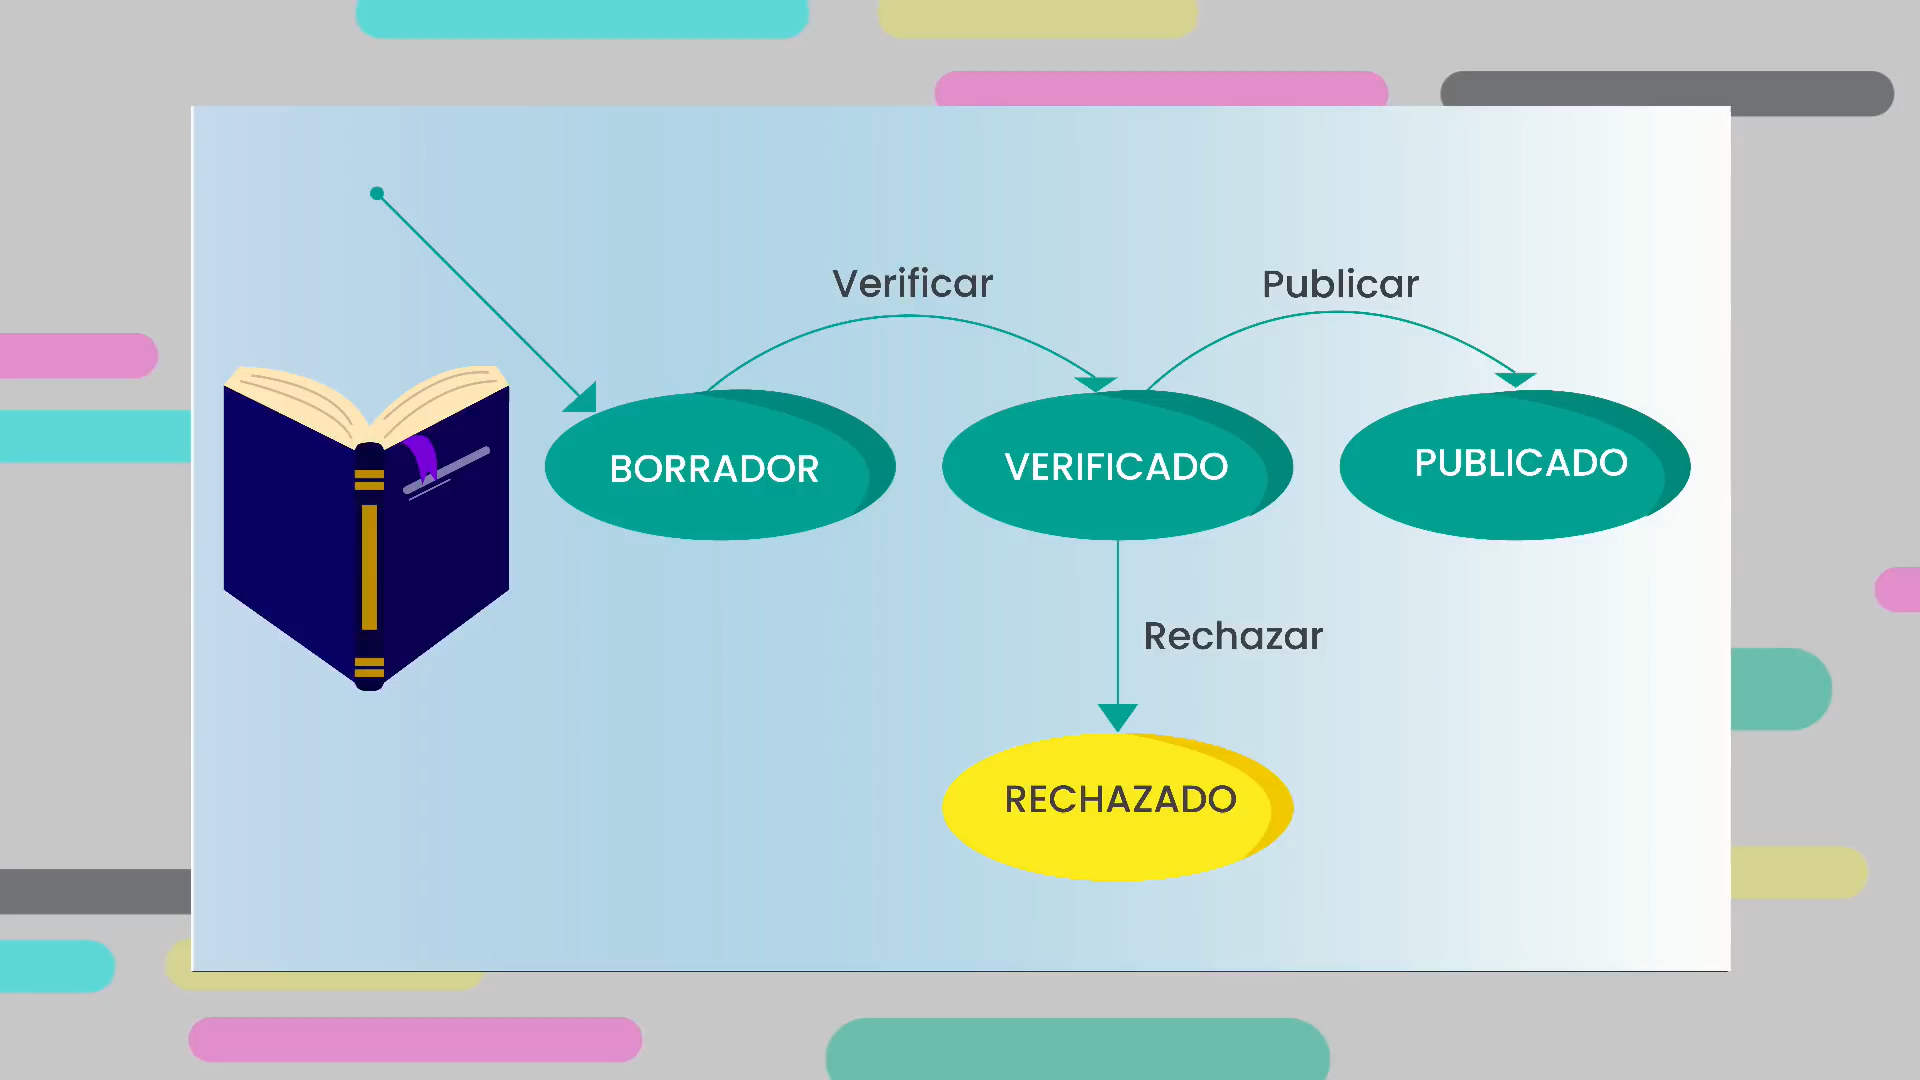 Verificar
Publicar
BORRADOR
VERIFICADO
PUBLICADO
Rechazar
RECHAZADO